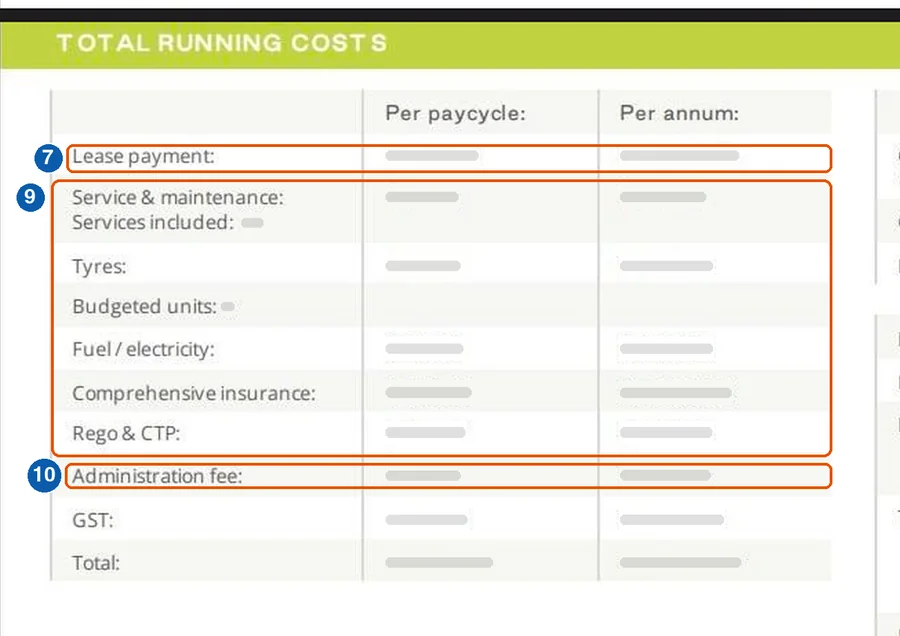 TOTAL RUNNING COSTS
Per paycycle: Per annum:
7 Lease payment:
9 Service & maintenance:
Services included:
Tyres:
Budgeted units:
Fuel / electricity:
Comprehensive insurance:
Rego & CTP:
10 Administration fee:
GST:
Total: